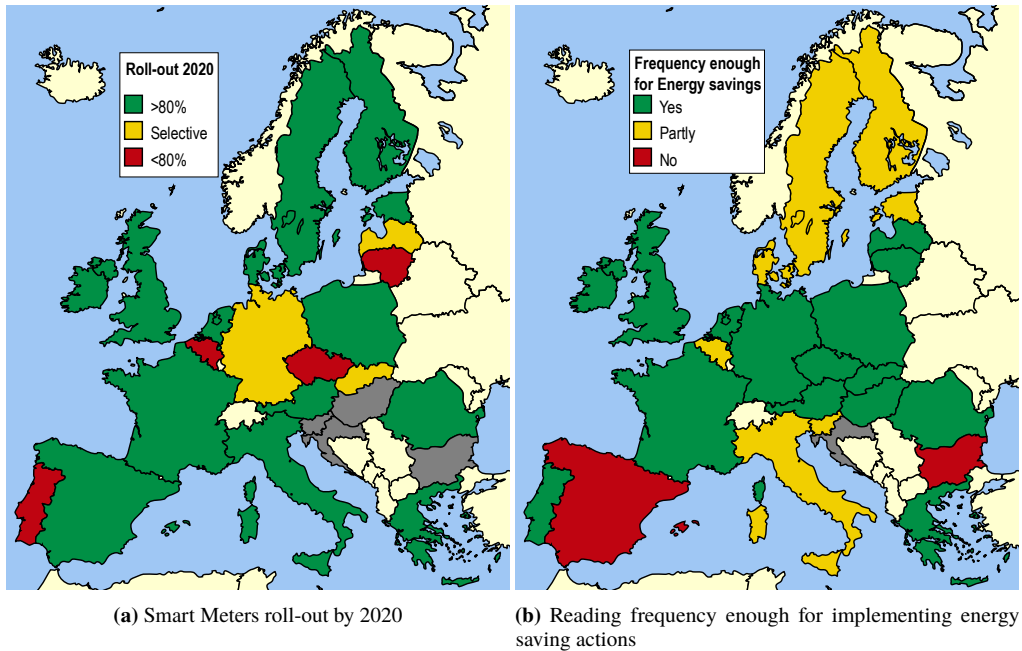 Roll-out 2020
>80%
Selective
<80%
Frequency enough
for Energy savings
Yes
Partly
No
(a) Smart Meters roll-out by 2020
(b) Reading frequency enough for implementing energy
saving actions